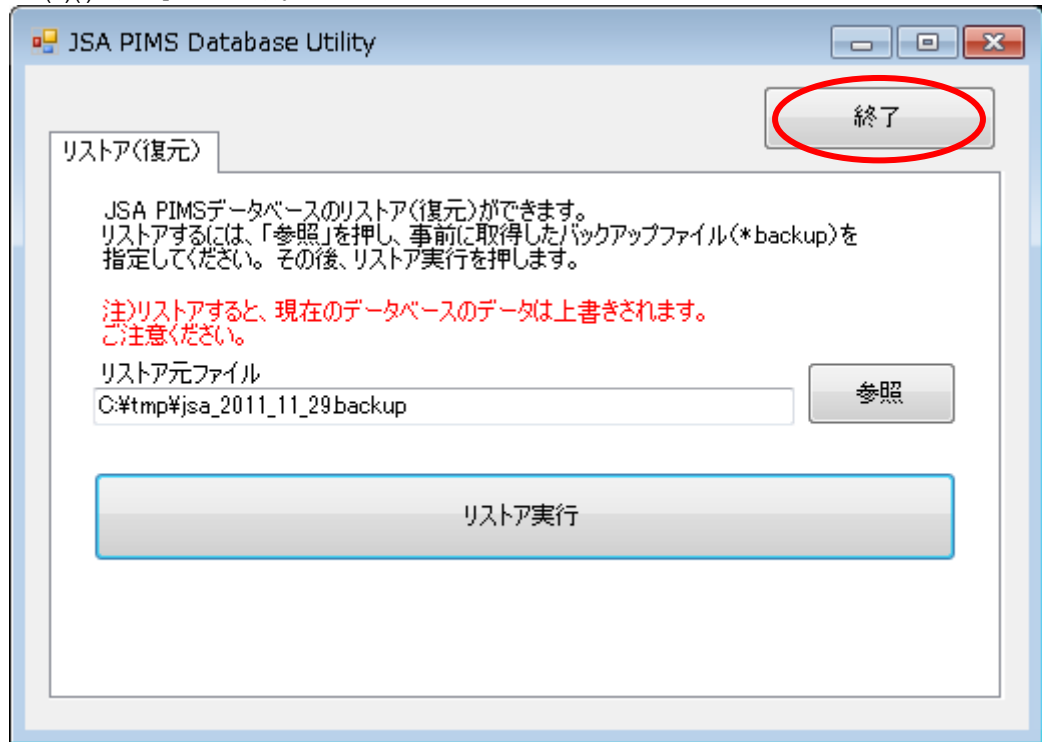 JSA PIMS Database Utility
終了
リストア(復元)
JSA PIMSデータベースのリストア(復元)ができます。
リストアするには、「参照」を押し、事前に取得したバックアップファイル(*.backup)を
指定してください。その後、リストア実行を押します。
注)リストアすると、現在のデータベースのデータは上書きされます。
ご注意ください。
リストア元ファイル
C:¥tmp¥jsa_2011_11_29.backup
参照
リストア実行